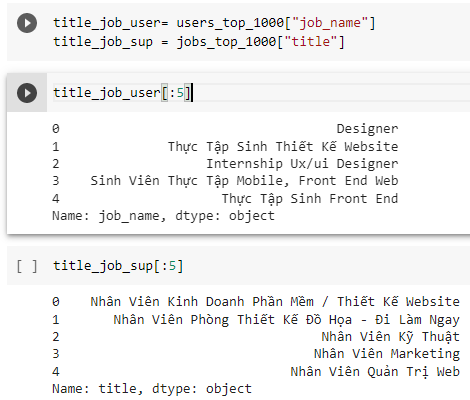 title_job_user= users_top_1000["job_name"]
title_job_sup = jobs_top_1000["title"]
title_job_user[:5]
0 Designer
1 Thực Tập Sinh Thiết Kế Website
2 Internship Ux/ui Designer
3 Sinh Viên Thực Tập Mobile, Front End Web
4 Thực Tập Sinh Front End
Name: job_name, dtype: object
[ ] title_job_sup[:5]
0 Nhân Viên Kinh Doanh Phần Mềm / Thiết Kế Website
1 Nhân Viên Phòng Thiết Kế Đồ Họa - Đi Làm Ngay
2 Nhân Viên Kỹ Thuật
3 Nhân Viên Marketing
4 Nhân Viên Quản Trị Web
Name: title, dtype: object